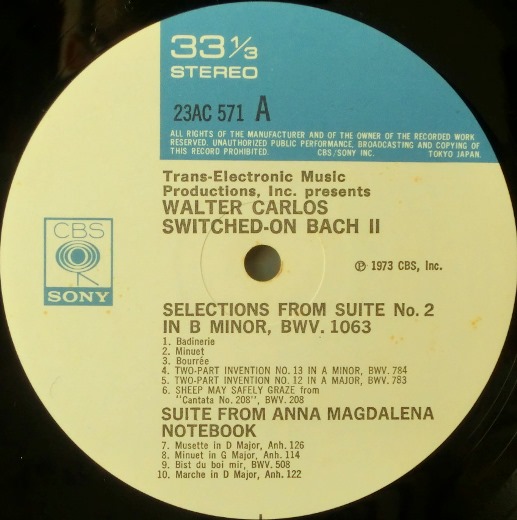 33 1/3
STEREO
23AC 571 A
ALL RIGHTS OF THE MANUFACTURER AND OF THE OWNER OF THE RECORDED WORK
RESERVED. UNAUTHORIZED PUBLIC PERFORMANCE, BROADCASTING AND COPYING OF
THIS RECORD PROHIBITED. CBS/SONY INC. TOKYO JAPAN.
Trans-Electronic Music
Productions, Inc. presents
WALTER CARLOS
SWITCHED-ON BACH II
CBS
SONY
℗ 1973 CBS, Inc.
SELECTIONS FROM SUITE No. 2
IN B MINOR, BWV. 1063
1. Badinerie
2. Minuet
3. Bourrée
4. TWO-PART INVENTION NO. 13 IN A MINOR, BWV. 784
5. TWO-PART INVENTION NO. 12 IN A MAJOR, BWV. 783
6. SHEEP MAY SAFELY GRAZE from
"Cantata No. 208", BWV. 208
SUITE FROM ANNA MAGDALENA
NOTEBOOK
7. Musette in D Major, Anh. 126
8. Minuet in G Major, Anh. 114
9. Bist du boi mir, BWV. 508
10. Marche in D Major, Anh. 122